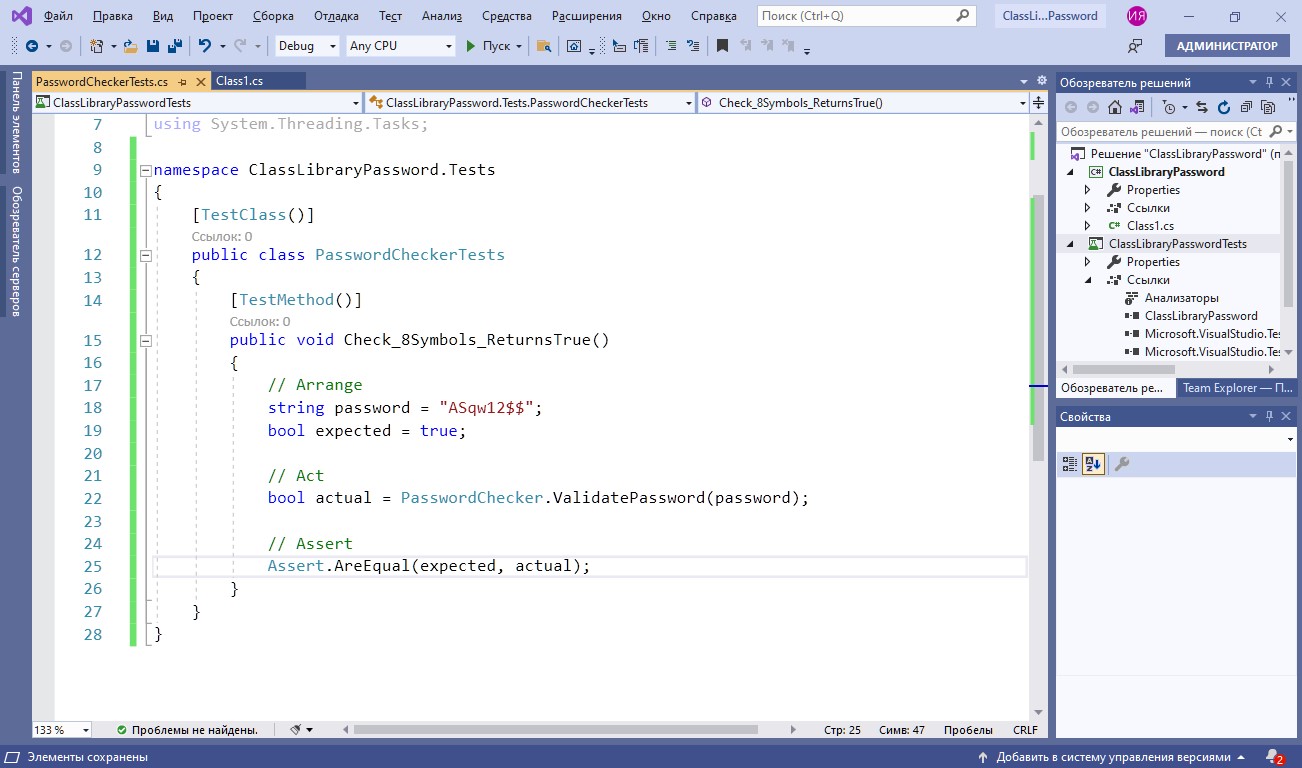 Файл Правка Вид Проект Сборка Отладка Тест Анализ Средства Расширения Окно Справка Поиск (Ctrl+Q) ClassLi...Password ИЯ
Debug Any CPU Пуск АДМИНИСТРАТОР
Панель элементов
Обозреватель серверов
PasswordCheckerTests.cs Class1.cs
ClassLibraryPasswordTests ClassLibraryPassword.Tests.PasswordCheckerTests Check_8Symbols_ReturnsTrue()
7 using System.Threading.Tasks;
8
9 namespace ClassLibraryPassword.Tests
10 {
11 [TestClass()]
Ссылок: 0
12 public class PasswordCheckerTests
13 {
14 [TestMethod()]
Ссылок: 0
15 public void Check_8Symbols_ReturnsTrue()
16 {
17 // Arrange
18 string password = "ASqw12$$";
19 bool expected = true;
20
21 // Act
22 bool actual = PasswordChecker.ValidatePassword(password);
23
24 // Assert
25 Assert.AreEqual(expected, actual);
26 }
27 }
28 }
133 % Проблемы не найдены. Стр: 25 Симв: 47 Пробелы CRLF
Обозреватель решений
Обозреватель решений — поиск (Ct
Решение "ClassLibraryPassword" (п
ClassLibraryPassword
Properties
Ссылки
Class1.cs
ClassLibraryPasswordTests
Properties
Ссылки
Анализаторы
ClassLibraryPassword
Microsoft.VisualStudio.Tes
Microsoft.VisualStudio.Tes
Обозреватель ре... Team Explorer — П...
Свойства
Элементы сохранены Добавить в систему управления версиями 2